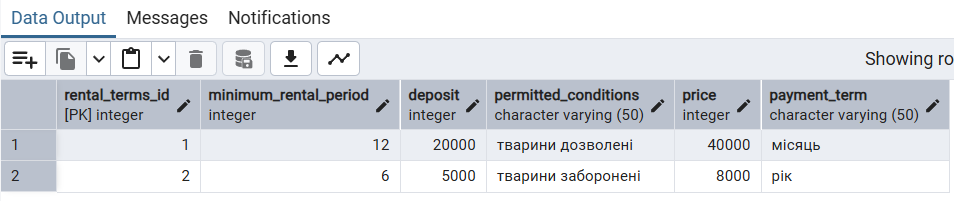 Data Output Messages Notifications
Showing ro
rental_terms_id minimum_rental_period deposit permitted_conditions price payment_term
[PK] integer integer integer character varying (50) integer character varying (50)
1 1 12 20000 тварини дозволені 40000 місяць
2 2 6 5000 тварини заборонені 8000 рік